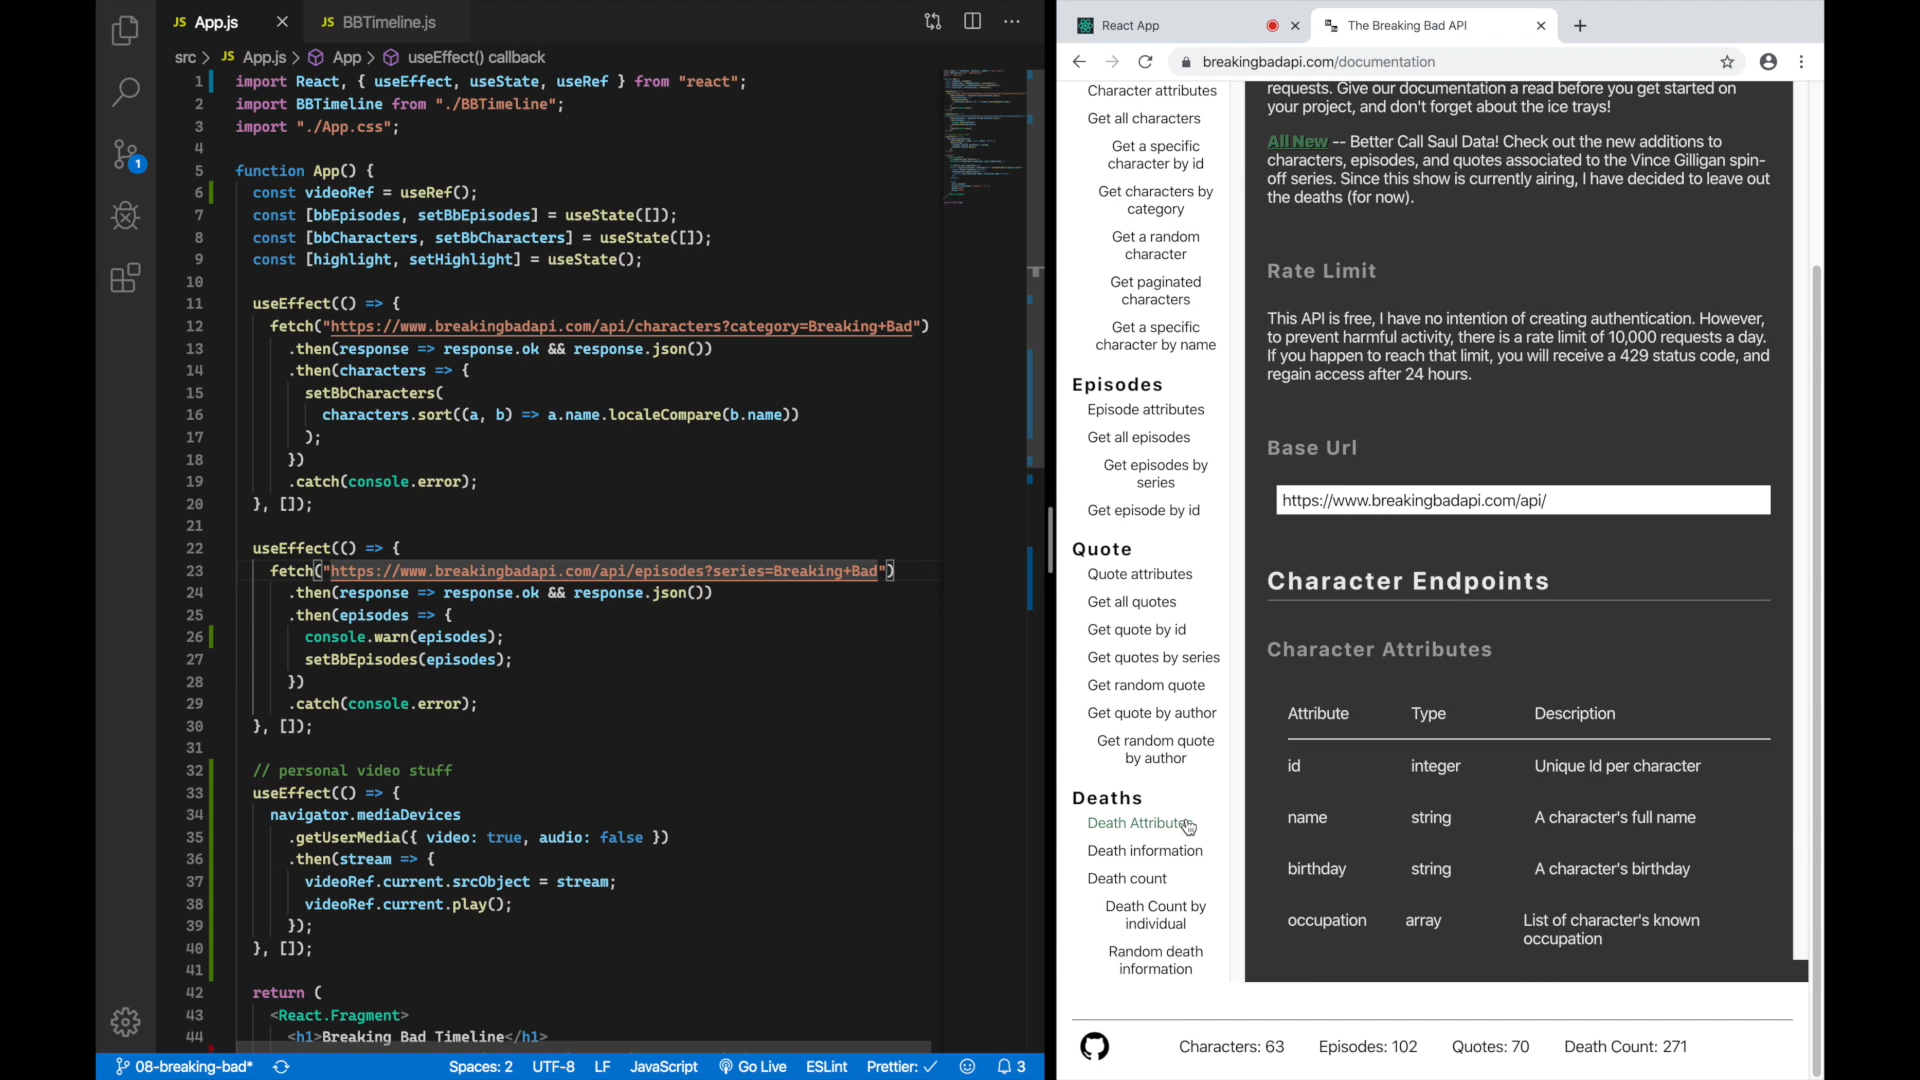 JS App.js
JS BBTimeline.js
src > JS App.js > App > useEffect() callback
1 import React, { useEffect, useState, useRef } from "react";
2 import BBTimeline from "./BBTimeline";
3 import "./App.css";
4
5 function App() {
6 const videoRef = useRef();
7 const [bbEpisodes, setBbEpisodes] = useState([]);
8 const [bbCharacters, setBbCharacters] = useState([]);
9 const [highlight, setHighlight] = useState();
10
11 useEffect(() => {
12 fetch("https://www.breakingbadapi.com/api/characters?category=Breaking+Bad")
13 .then(response => response.ok && response.json())
14 .then(characters => {
15 setBbCharacters(
16 characters.sort((a, b) => a.name.localeCompare(b.name))
17 );
18 })
19 .catch(console.error);
20 }, []);
21
22 useEffect(() => {
23 fetch("https://www.breakingbadapi.com/api/episodes?series=Breaking+Bad")
24 .then(response => response.ok && response.json())
25 .then(episodes => {
26 console.warn(episodes);
27 setBbEpisodes(episodes);
28 })
29 .catch(console.error);
30 }, []);
31
32 // personal video stuff
33 useEffect(() => {
34 navigator.mediaDevices
35 .getUserMedia({ video: true, audio: false })
36 .then(stream => {
37 videoRef.current.srcObject = stream;
38 videoRef.current.play();
39 });
40 }, []);
41
42 return (
43 <React.Fragment>
44 <h1>Breaking Bad Timeline</h1>
1
08-breaking-bad*
Spaces: 2 UTF-8 LF JavaScript Go Live ESLint Prettier: ✓ 3
React App
The Breaking Bad API
breakingbadapi.com/documentation
Character attributes
Get all characters
Get a specific
character by id
Get characters by
category
Get a random
character
Get paginated
characters
Get a specific
character by name
Episodes
Episode attributes
Get all episodes
Get episodes by
series
Get episode by id
Quote
Quote attributes
Get all quotes
Get quote by id
Get quotes by series
Get random quote
Get quote by author
Get random quote
by author
Deaths
Death Attributes
Death information
Death count
Death Count by
individual
Random death
information
requests. Give our documentation a read before you get started on
your project, and don't forget about the ice trays!
All New -- Better Call Saul Data! Check out the new additions to
characters, episodes, and quotes associated to the Vince Gilligan spin-
off series. Since this show is currently airing, I have decided to leave out
the deaths (for now).
Rate Limit
This API is free, I have no intention of creating authentication. However,
to prevent harmful activity, there is a rate limit of 10,000 requests a day.
If you happen to reach that limit, you will receive a 429 status code, and
regain access after 24 hours.
Base Url
https://www.breakingbadapi.com/api/
Character Endpoints
Character Attributes
Attribute Type Description
id integer Unique Id per character
name string A character's full name
birthday string A character's birthday
occupation array List of character's known
occupation
Characters: 63 Episodes: 102 Quotes: 70 Death Count: 271